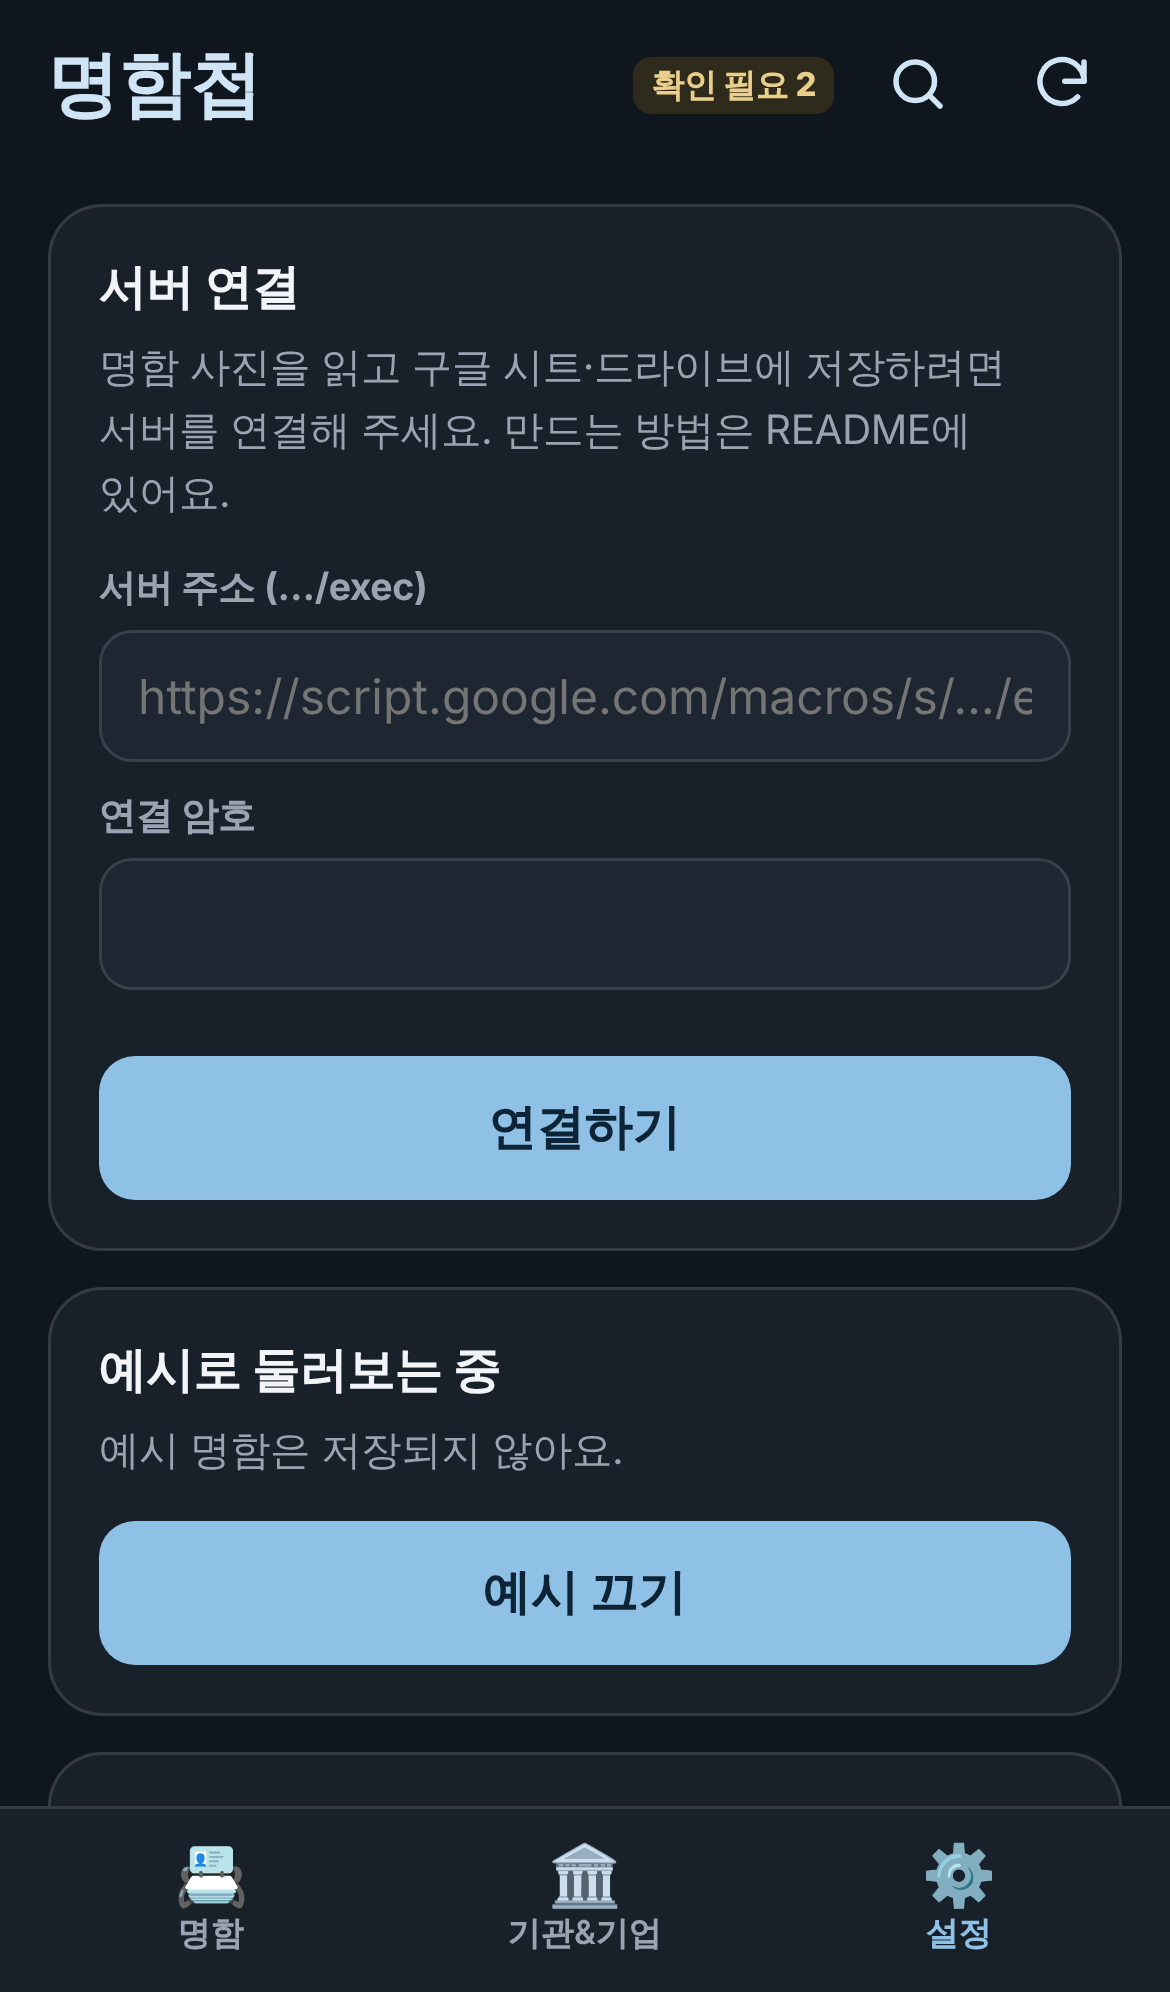 명함첩
확인 필요 2
서버 연결
명함 사진을 읽고 구글 시트·드라이브에 저장하려면
서버를 연결해 주세요. 만드는 방법은 README에
있어요.
서버 주소 (…/exec)
https://script.google.com/macros/s/…/e
연결 암호
연결하기
예시로 둘러보는 중
예시 명함은 저장되지 않아요.
예시 끄기
명함
기관&기업
설정